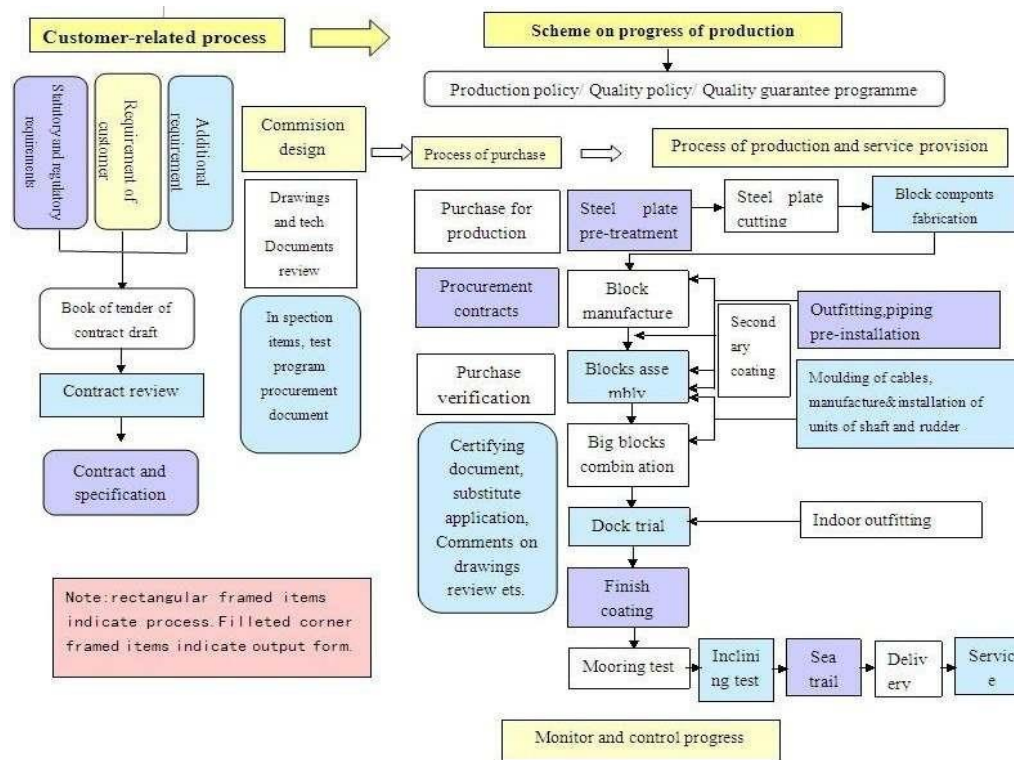 Customer-related process
Scheme on progress of production
Production policy/ Quality policy/ Quality guarantee programme
Statutory and regulatory
requirements
Requirement of
customer
Additional
requirement
Commision
design
Process of purchase
Process of production and service provision
Drawings
and tech
Documents
review
Purchase for
production
Steel plate
pre-treatment
Steel plate
cutting
Block componts
fabrication
Book of tender of
contract draft
Procurement
contracts
Block
manufacture
Outfitting,piping
pre-installation
In spection
items, test
program
procurement
document
Second
ary
coating
Contract review
Purchase
verification
Blocks asse
mbly
Moulding of cables,
manufacture&installation of
units of shaft and rudder
Contract and
specification
Certifying
document,
substitute
application,
Comments on
drawings
review ets.
Big blocks
combin ation
Dock trial
Indoor outfitting
Finish
coating
Note:rectangular framed items
indicate process.Filleted corner
framed items indicate output form.
Mooring test
Inclini
ng test
Sea
trail
Deliv
ery
Servic
e
Monitor and control progress